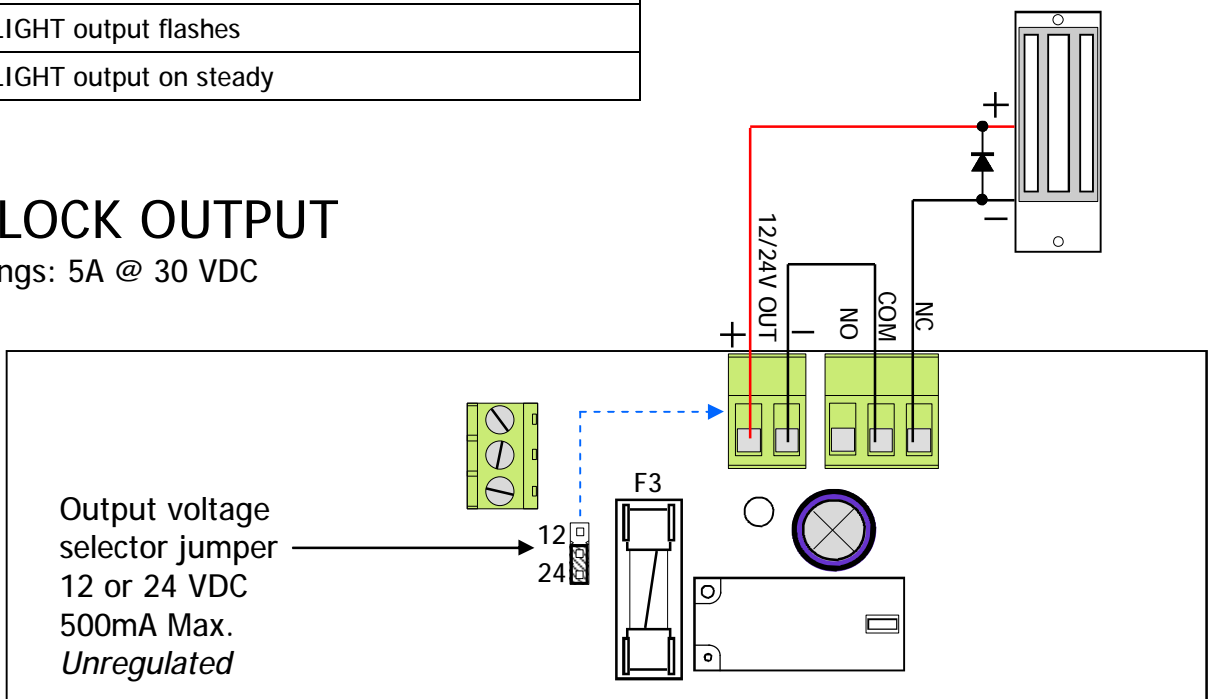 LIGHT output flashes
LIGHT output on steady
+
LOCK OUTPUT
ngs: 5A @ 30 VDC
−
12/24V OUT
+
−
NO
COM
NC
F3
Output voltage
selector jumper
12 or 24 VDC
500mA Max.
Unregulated
12
24